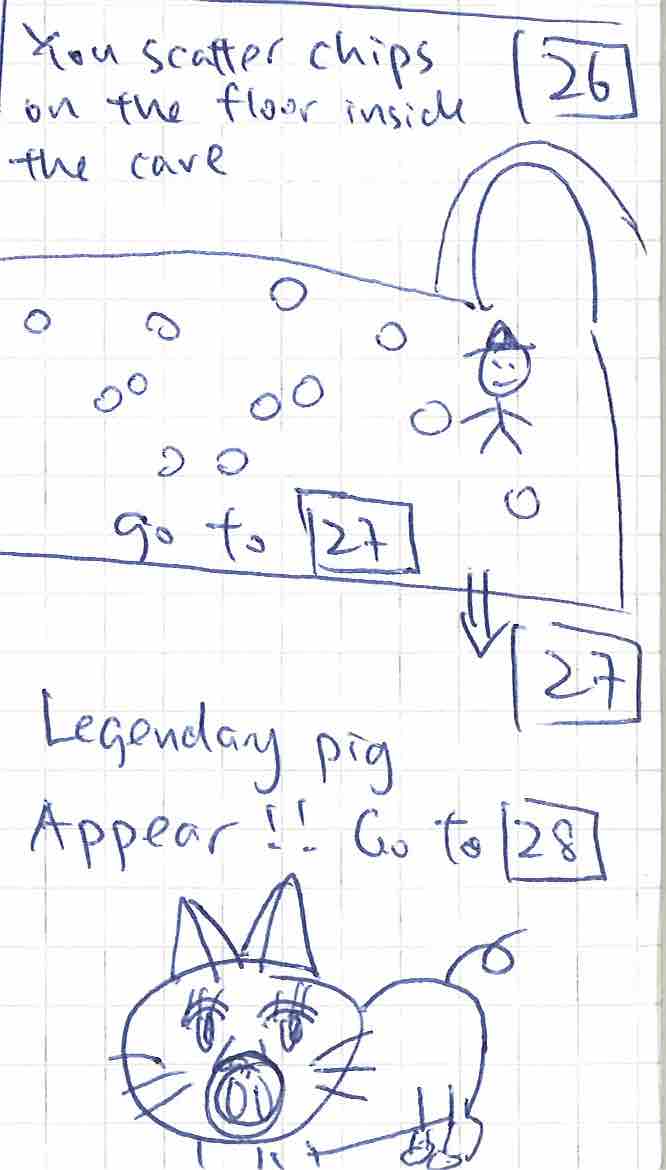 You scatter chips 26
on the floor inside
the cave
go to 27
27
Legendary pig
Appear!! Go to 28